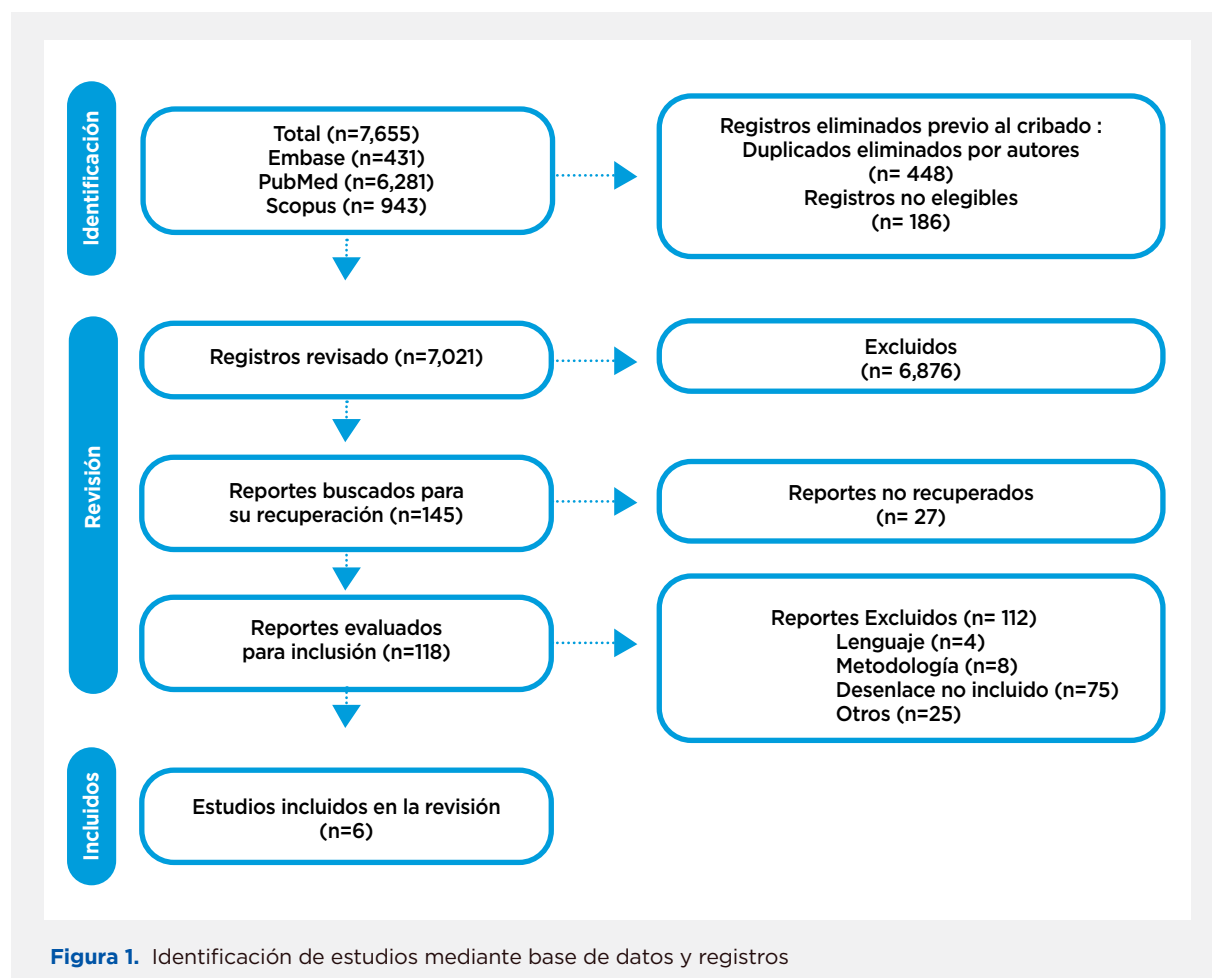 Identificación
Total (n=7,655)
Embase (n=431)
PubMed (n=6,281)
Scopus (n= 943)
Registros eliminados previo al cribado :
Duplicados eliminados por autores
(n= 448)
Registros no elegibles
(n= 186)
Revisión
Registros revisado (n=7,021)
Excluidos
(n= 6,876)
Reportes buscados para
su recuperación (n=145)
Reportes no recuperados
(n= 27)
Reportes evaluados
para inclusión (n=118)
Reportes Excluidos (n= 112)
Lenguaje (n=4)
Metodología (n=8)
Desenlace no incluido (n=75)
Otros (n=25)
Incluidos
Estudios incluidos en la revisión
(n=6)
Figura 1. Identificación de estudios mediante base de datos y registros